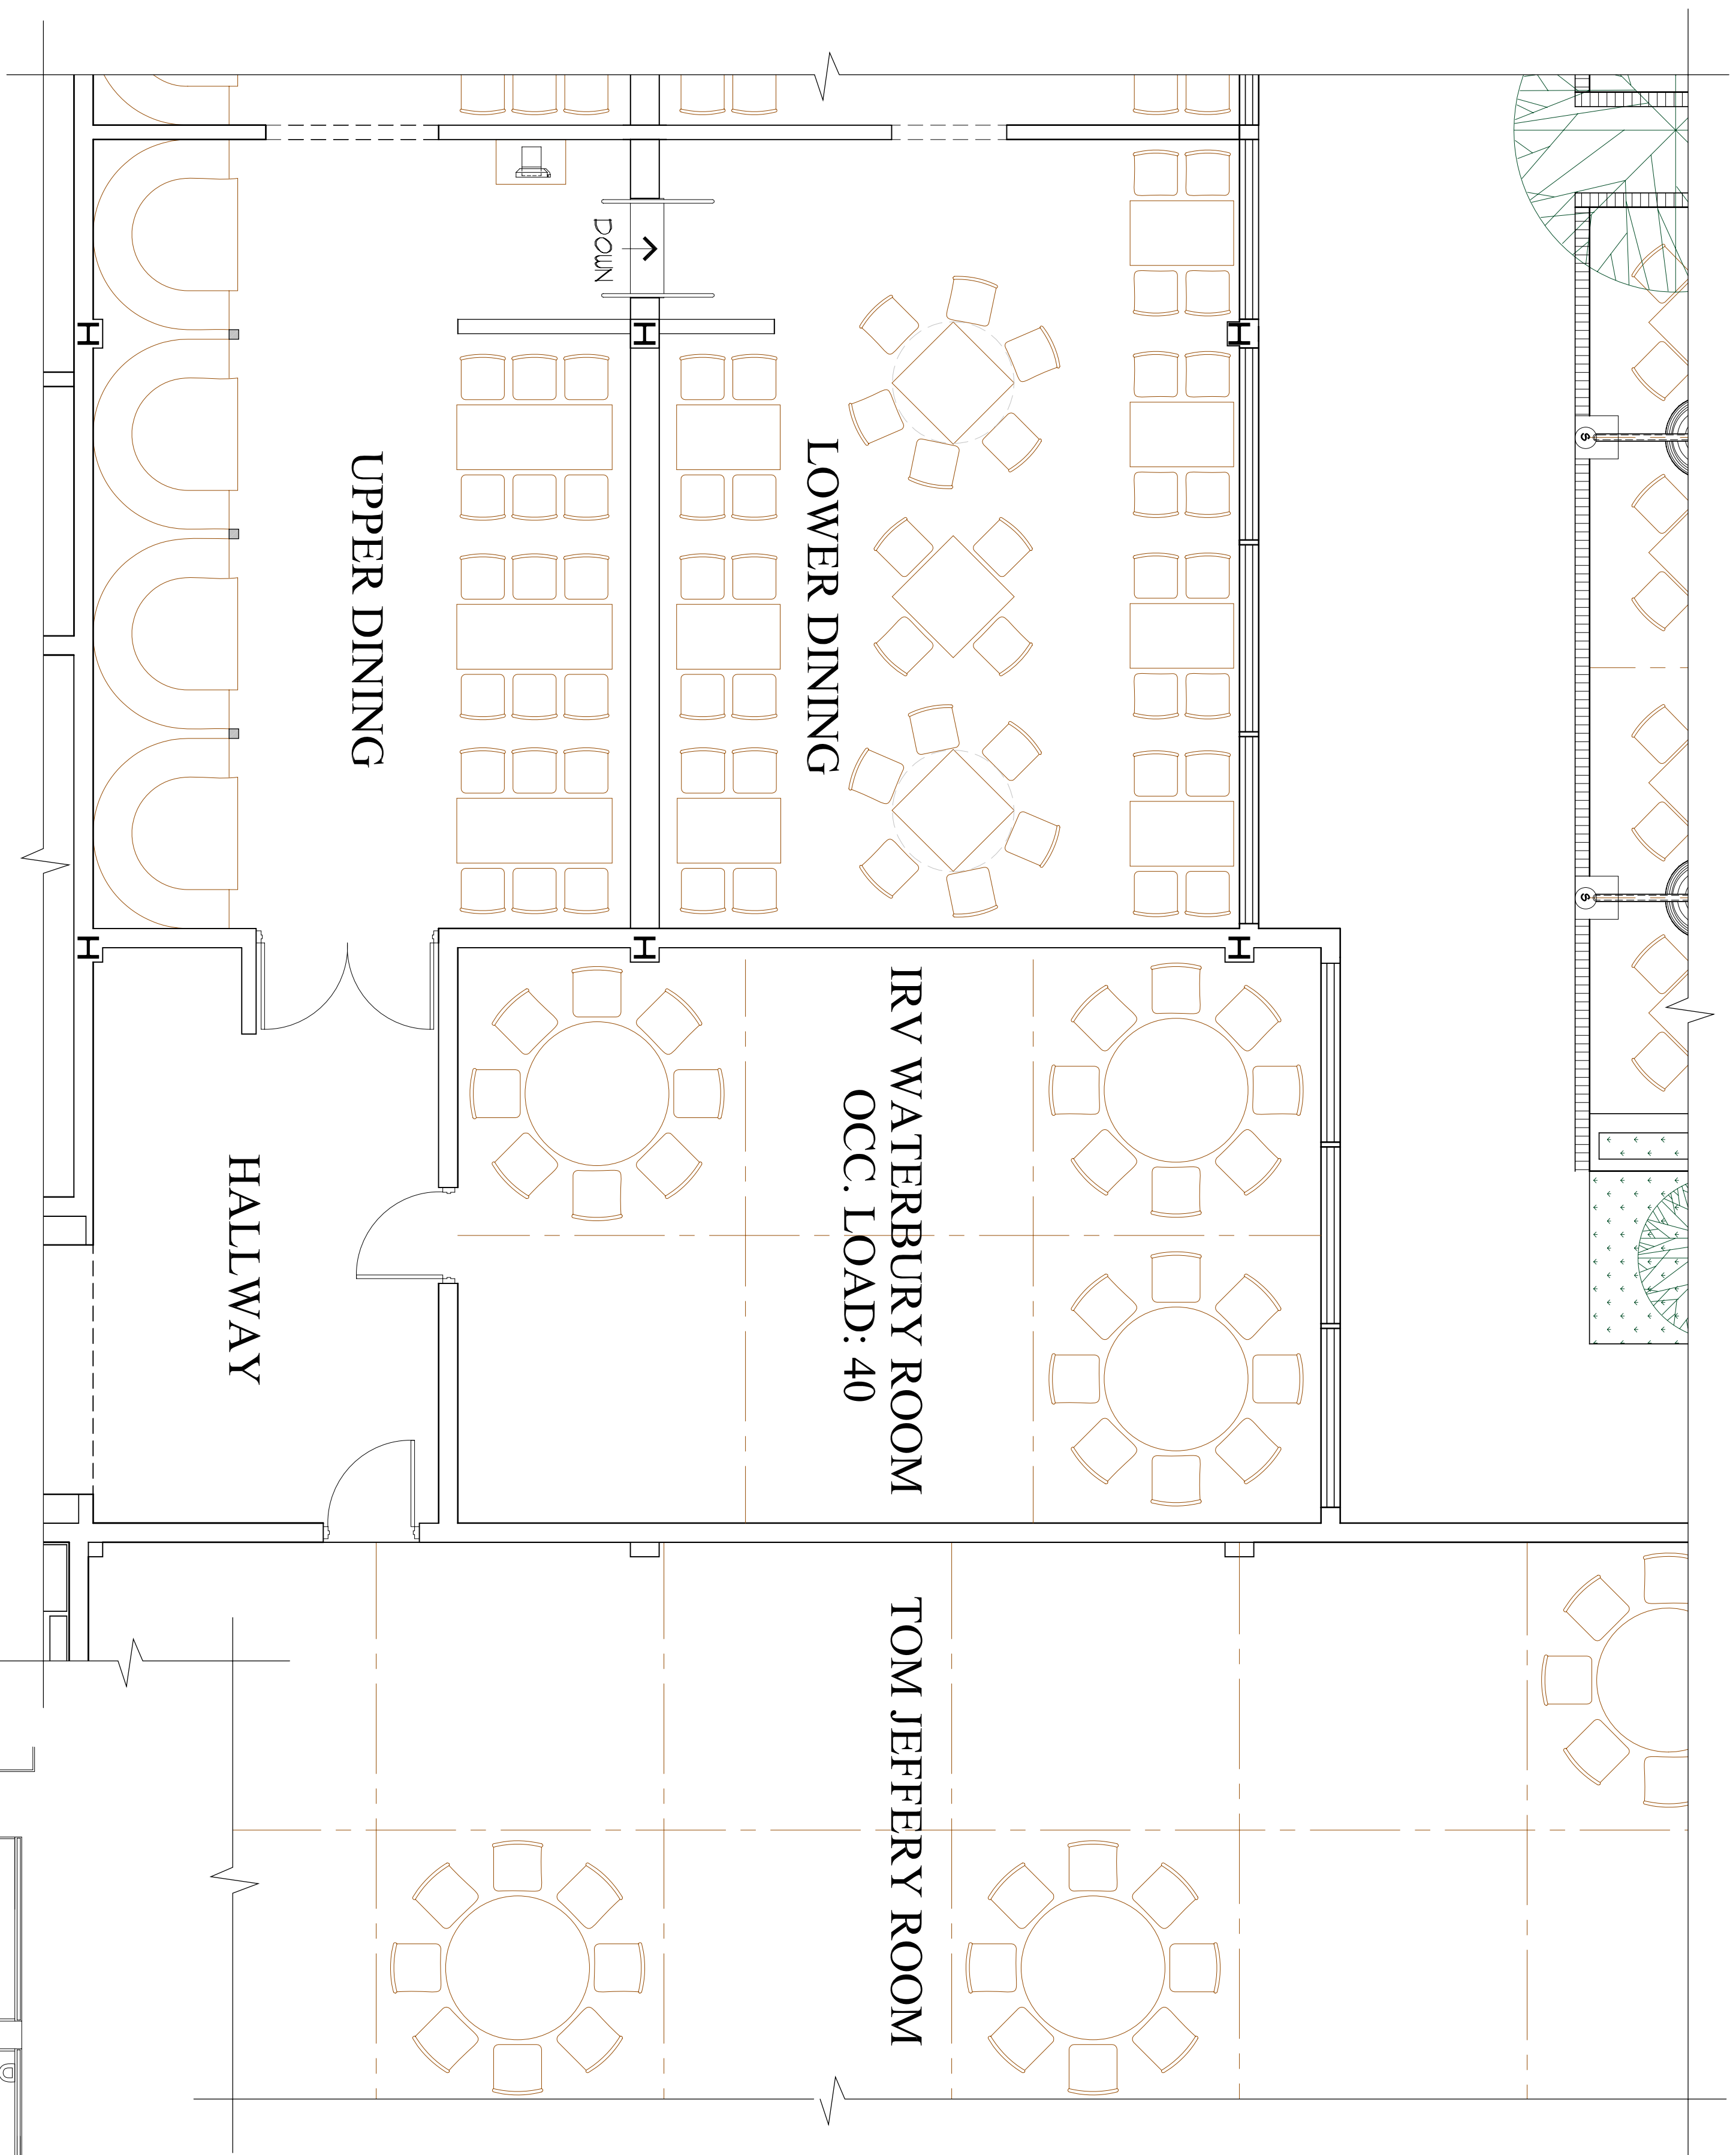 DOWN
UPPER DINING
LOWER DINING
IRV WATERBURY ROOM
OCC. LOAD: 40
HALLWAY
TOM JEFFERY ROOM
S
S